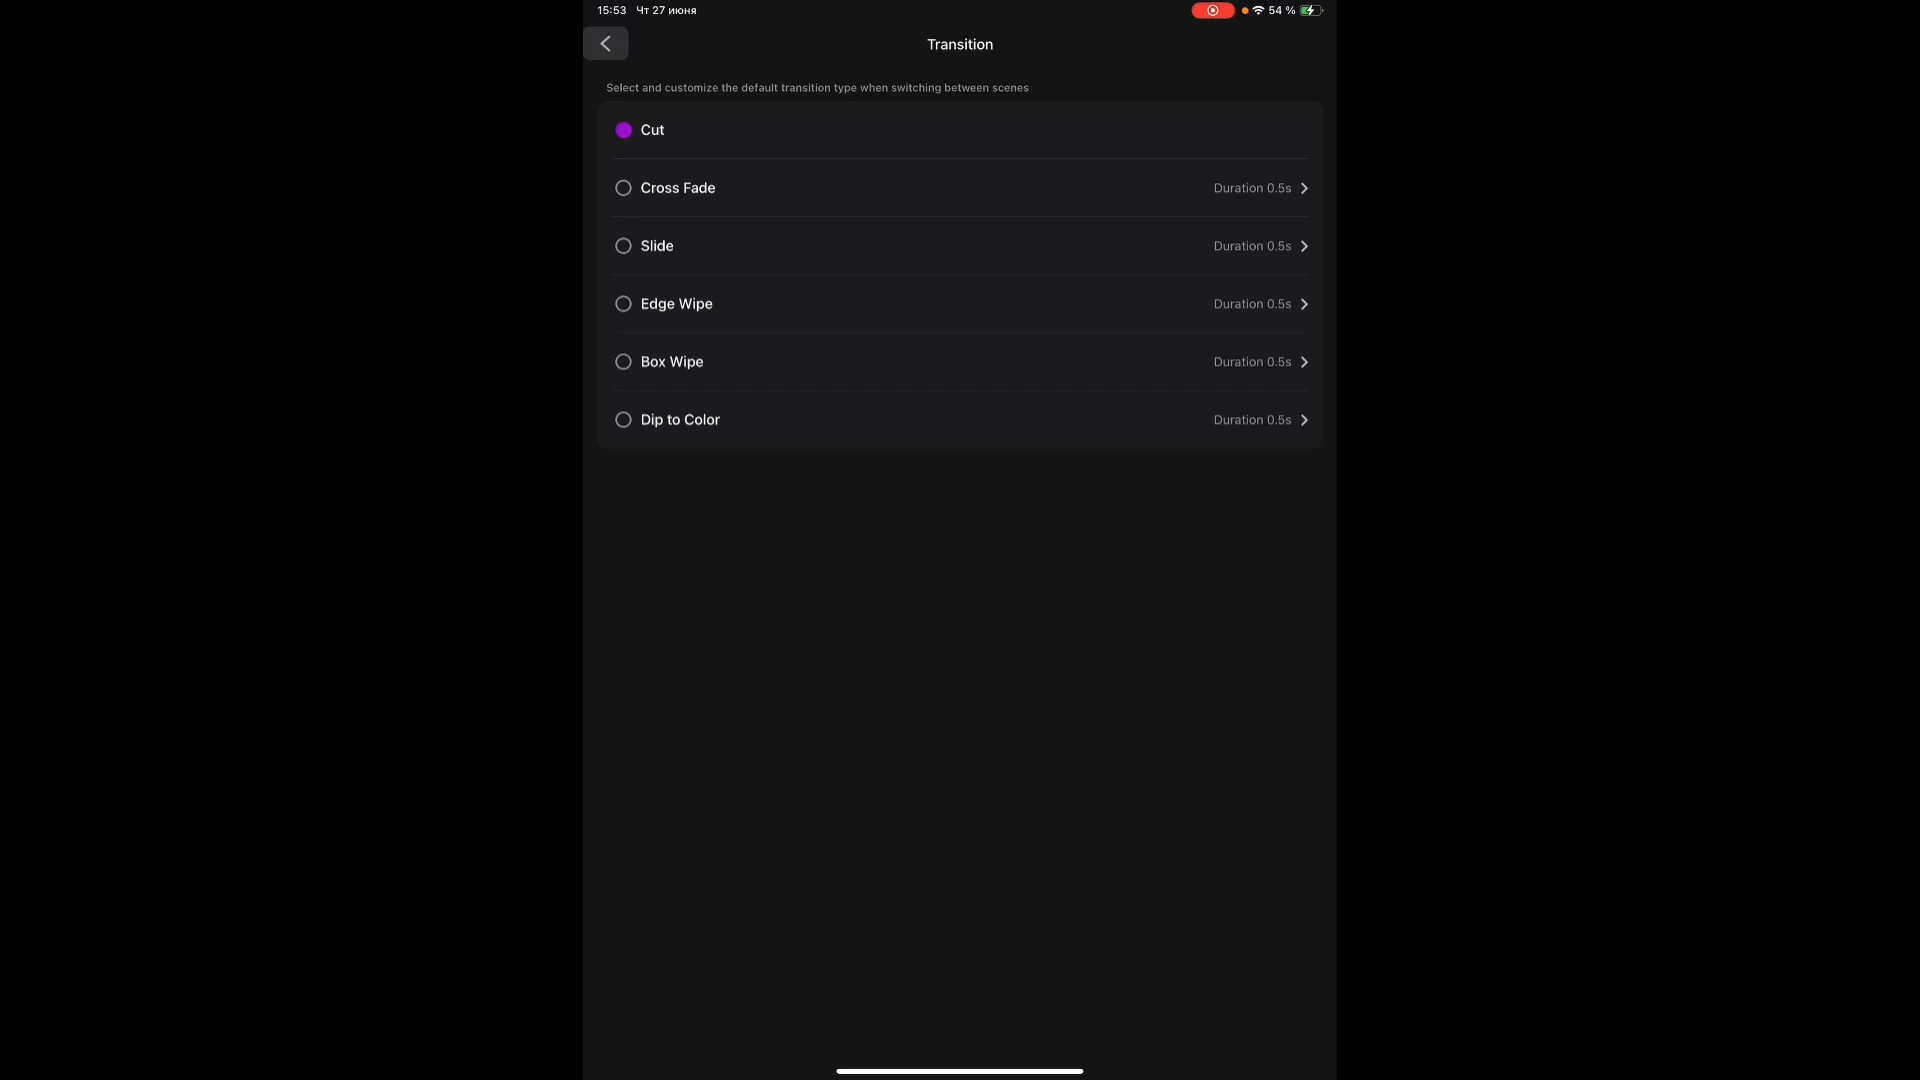 15:53 Чт 27 июня 54 %
Transition
Select and customize the default transition type when switching between scenes
Cut
Cross Fade Duration 0.5s
Slide Duration 0.5s
Edge Wipe Duration 0.5s
Box Wipe Duration 0.5s
Dip to Color Duration 0.5s